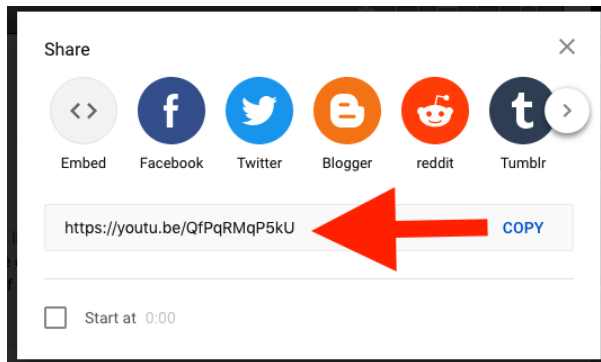 Share
Embed Facebook Twitter Blogger reddit Tumblr
https://youtu.be/QfPqRMqP5kU COPY
Start at 0:00